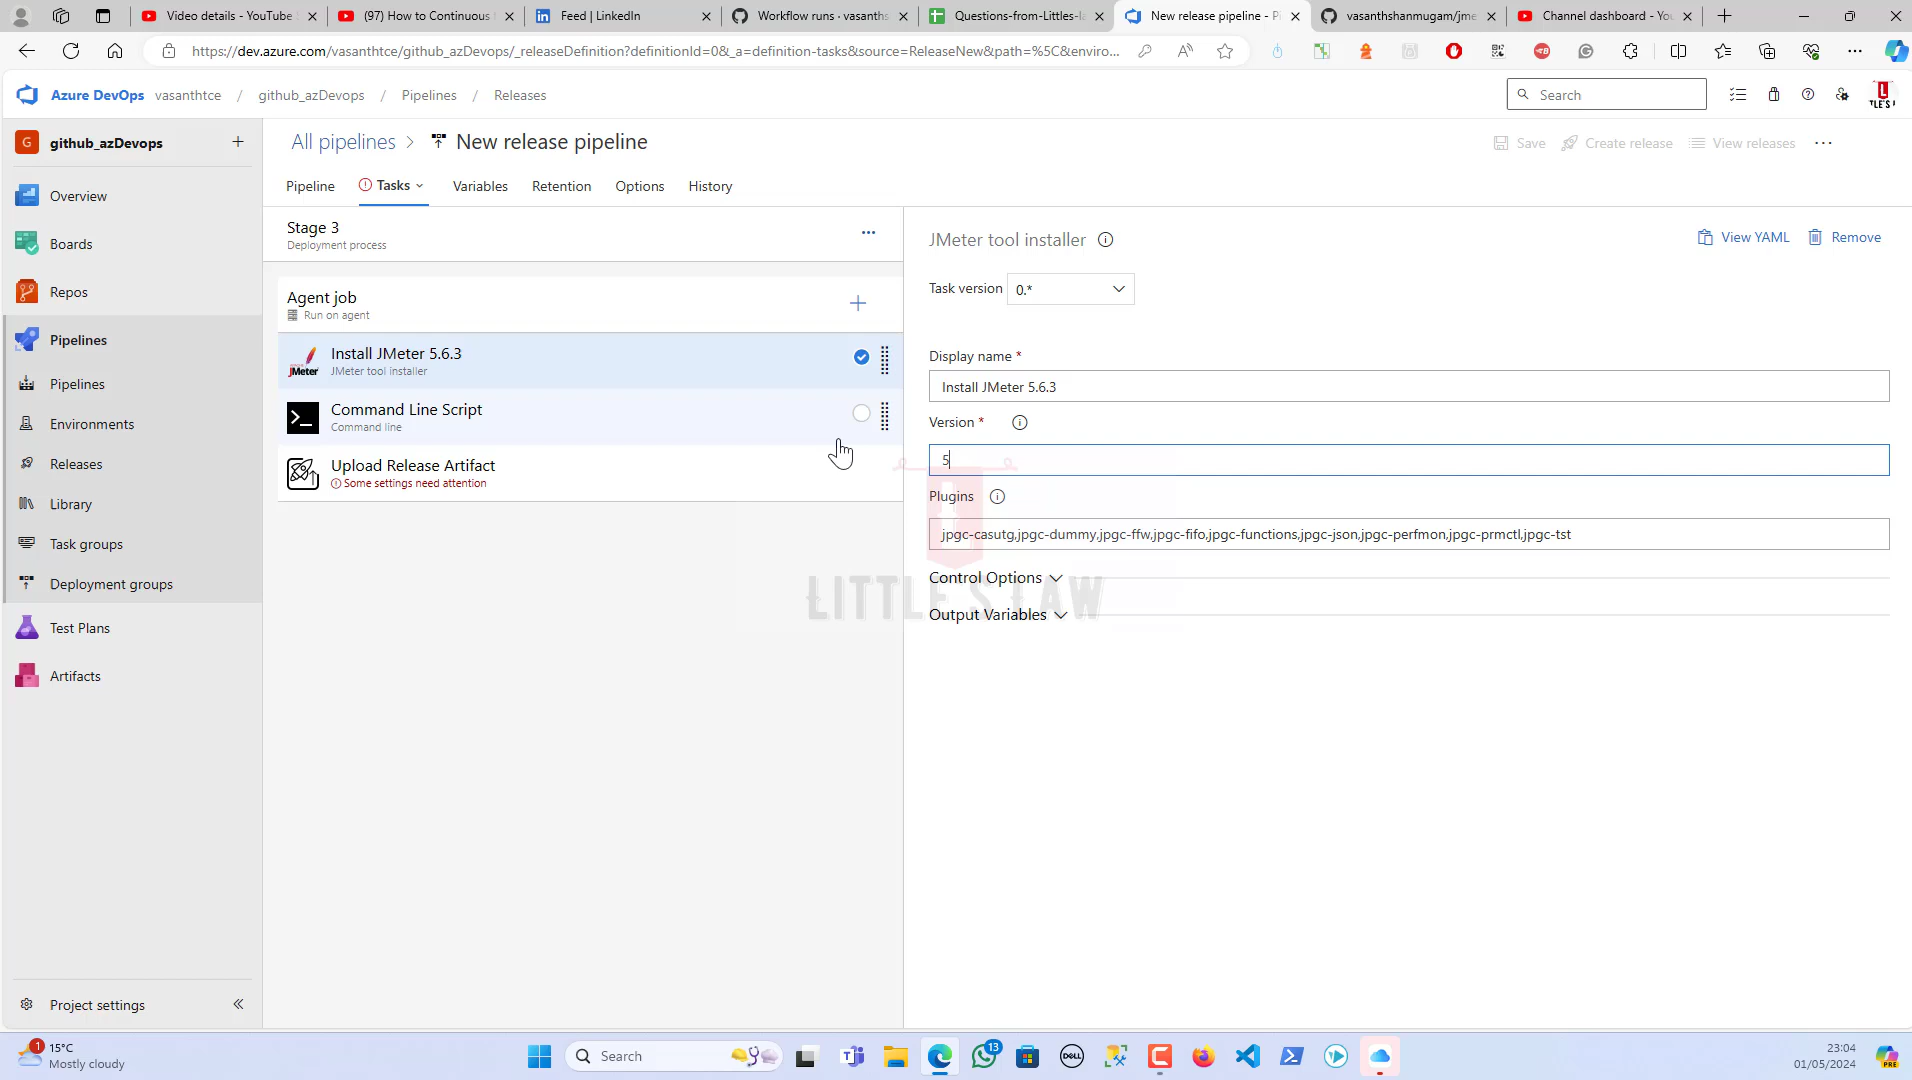 Video details - YouTube
(97) How to Continuous
Feed | LinkedIn
Workflow runs · vasanths
Questions-from-Littles-la
New release pipeline - Pi
vasanthshanmugam/jme
Channel dashboard - You
https://dev.azure.com/vasanthtce/github_azDevops/_releaseDefinition?definitionId=0&_a=definition-tasks&source=ReleaseNew&path=%5C&enviro...
Azure DevOps vasanthtce / github_azDevops / Pipelines / Releases
Search
G github_azDevops
Overview
Boards
Repos
Pipelines
Pipelines
Environments
Releases
Library
Task groups
Deployment groups
Test Plans
Artifacts
Project settings
All pipelines > New release pipeline
Save Create release View releases
Pipeline Tasks Variables Retention Options History
Stage 3
Deployment process
Agent job
Run on agent
Install JMeter 5.6.3
JMeter tool installer
Command Line Script
Command line
Upload Release Artifact
Some settings need attention
JMeter tool installer
View YAML Remove
Task version 0.*
Display name *
Install JMeter 5.6.3
Version *
5
Plugins
jpgc-casutg,jpgc-dummy,jpgc-ffw,jpgc-fifo,jpgc-functions,jpgc-json,jpgc-perfmon,jpgc-prmctl,jpgc-tst
Control Options
Output Variables
LITTLE'S LAW
1
15°C
Mostly cloudy
Search
13
DELL
23:04
01/05/2024
PRE